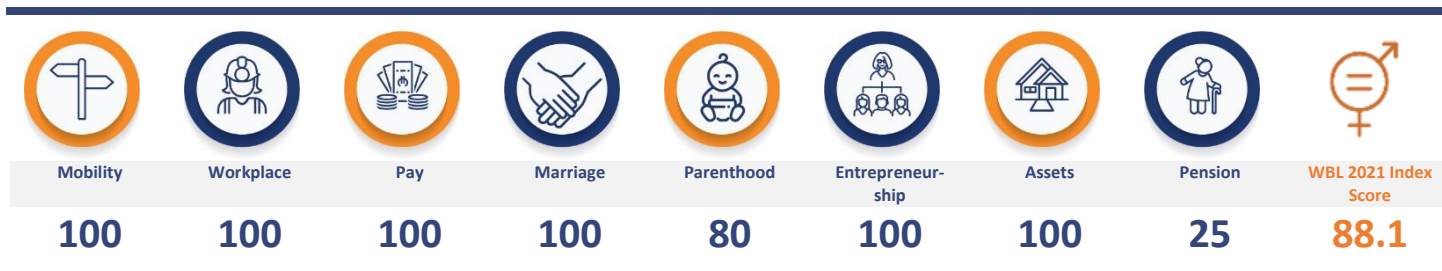 Mobility
Workplace
Pay
Marriage
Parenthood
Entrepreneur-
ship
Assets
Pension
WBL 2021 Index
Score
100
100
100
100
80
100
100
25
88.1